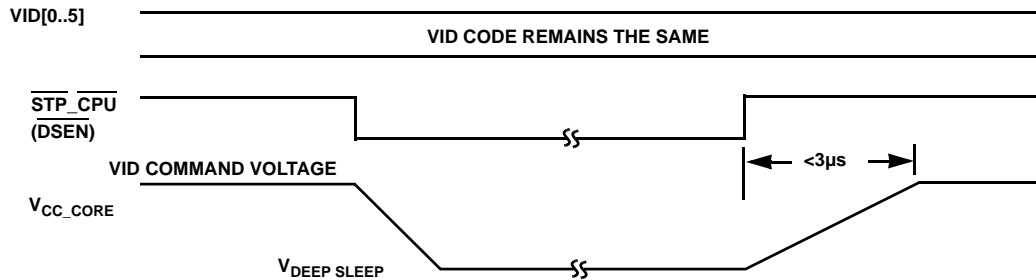 VID[0..5]
VID CODE REMAINS THE SAME
STP_CPU
(DSEN)
<3µs
VID COMMAND VOLTAGE
VCC_CORE
VDEEP SLEEP